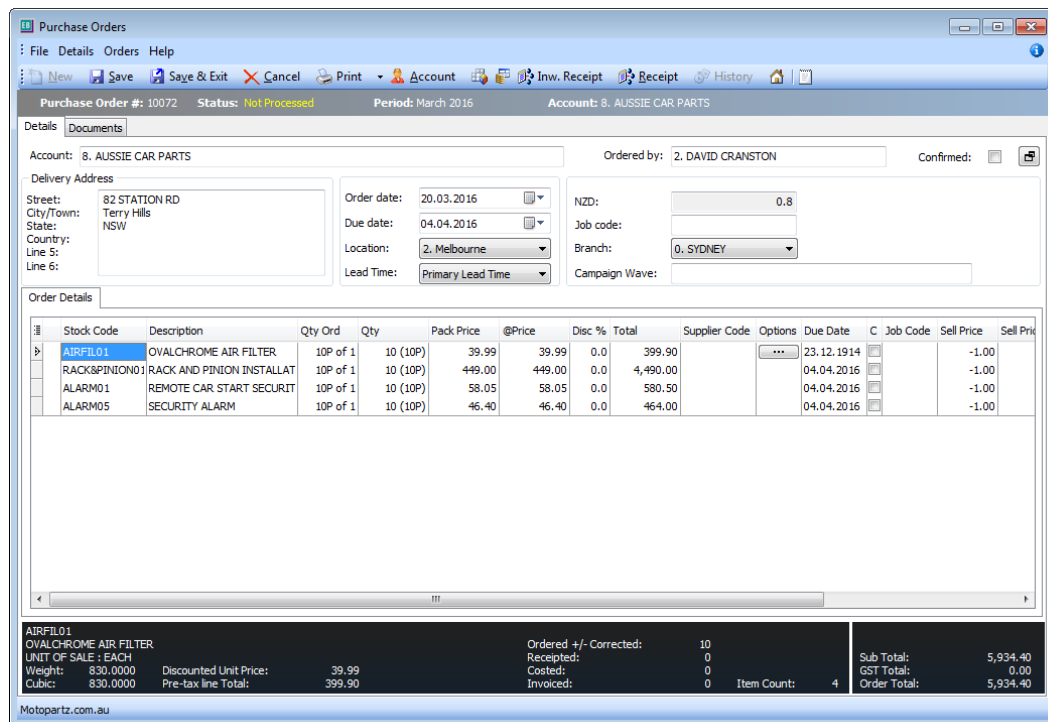 Purchase Orders
File Details Orders Help
New Save Save & Exit Cancel Print Account Inw. Receipt Receipt History
Purchase Order #: 10072 Status: Not Processed Period: March 2016 Account: 8. AUSSIE CAR PARTS
Details Documents
Account: 8. AUSSIE CAR PARTS Ordered by: 2. DAVID CRANSTON Confirmed:
Delivery Address
Street: 82 STATION RD
City/Town: Terry Hills
State: NSW
Country:
Line 5:
Line 6:
Order date: 20.03.2016
Due date: 04.04.2016
Location: 2. Melbourne
Lead Time: Primary Lead Time
NZD: 0.8
Job code:
Branch: 0. SYDNEY
Campaign Wave:
Order Details
Stock Code Description Qty Ord Qty Pack Price @Price Disc % Total Supplier Code Options Due Date C Job Code Sell Price Sell Pric
AIRFIL01 OVALCHROME AIR FILTER 10P of 1 10 (10P) 39.99 39.99 0.0 399.90 ... 23.12.1914 -1.00
RACK&PINION01 RACK AND PINION INSTALLAT 10P of 1 10 (10P) 449.00 449.00 0.0 4,490.00 04.04.2016 -1.00
ALARM01 REMOTE CAR START SECURIT 10P of 1 10 (10P) 58.05 58.05 0.0 580.50 04.04.2016 -1.00
ALARM05 SECURITY ALARM 10P of 1 10 (10P) 46.40 46.40 0.0 464.00 04.04.2016 -1.00
AIRFIL01
OVALCHROME AIR FILTER
UNIT OF SALE : EACH
Weight: 830.0000 Discounted Unit Price: 39.99
Cubic: 830.0000 Pre-tax line Total: 399.90
Ordered +/- Corrected: 10
Receipted: 0
Costed: 0
Invoiced: 0 Item Count: 4
Sub Total: 5,934.40
GST Total: 0.00
Order Total: 5,934.40
Motopartz.com.au